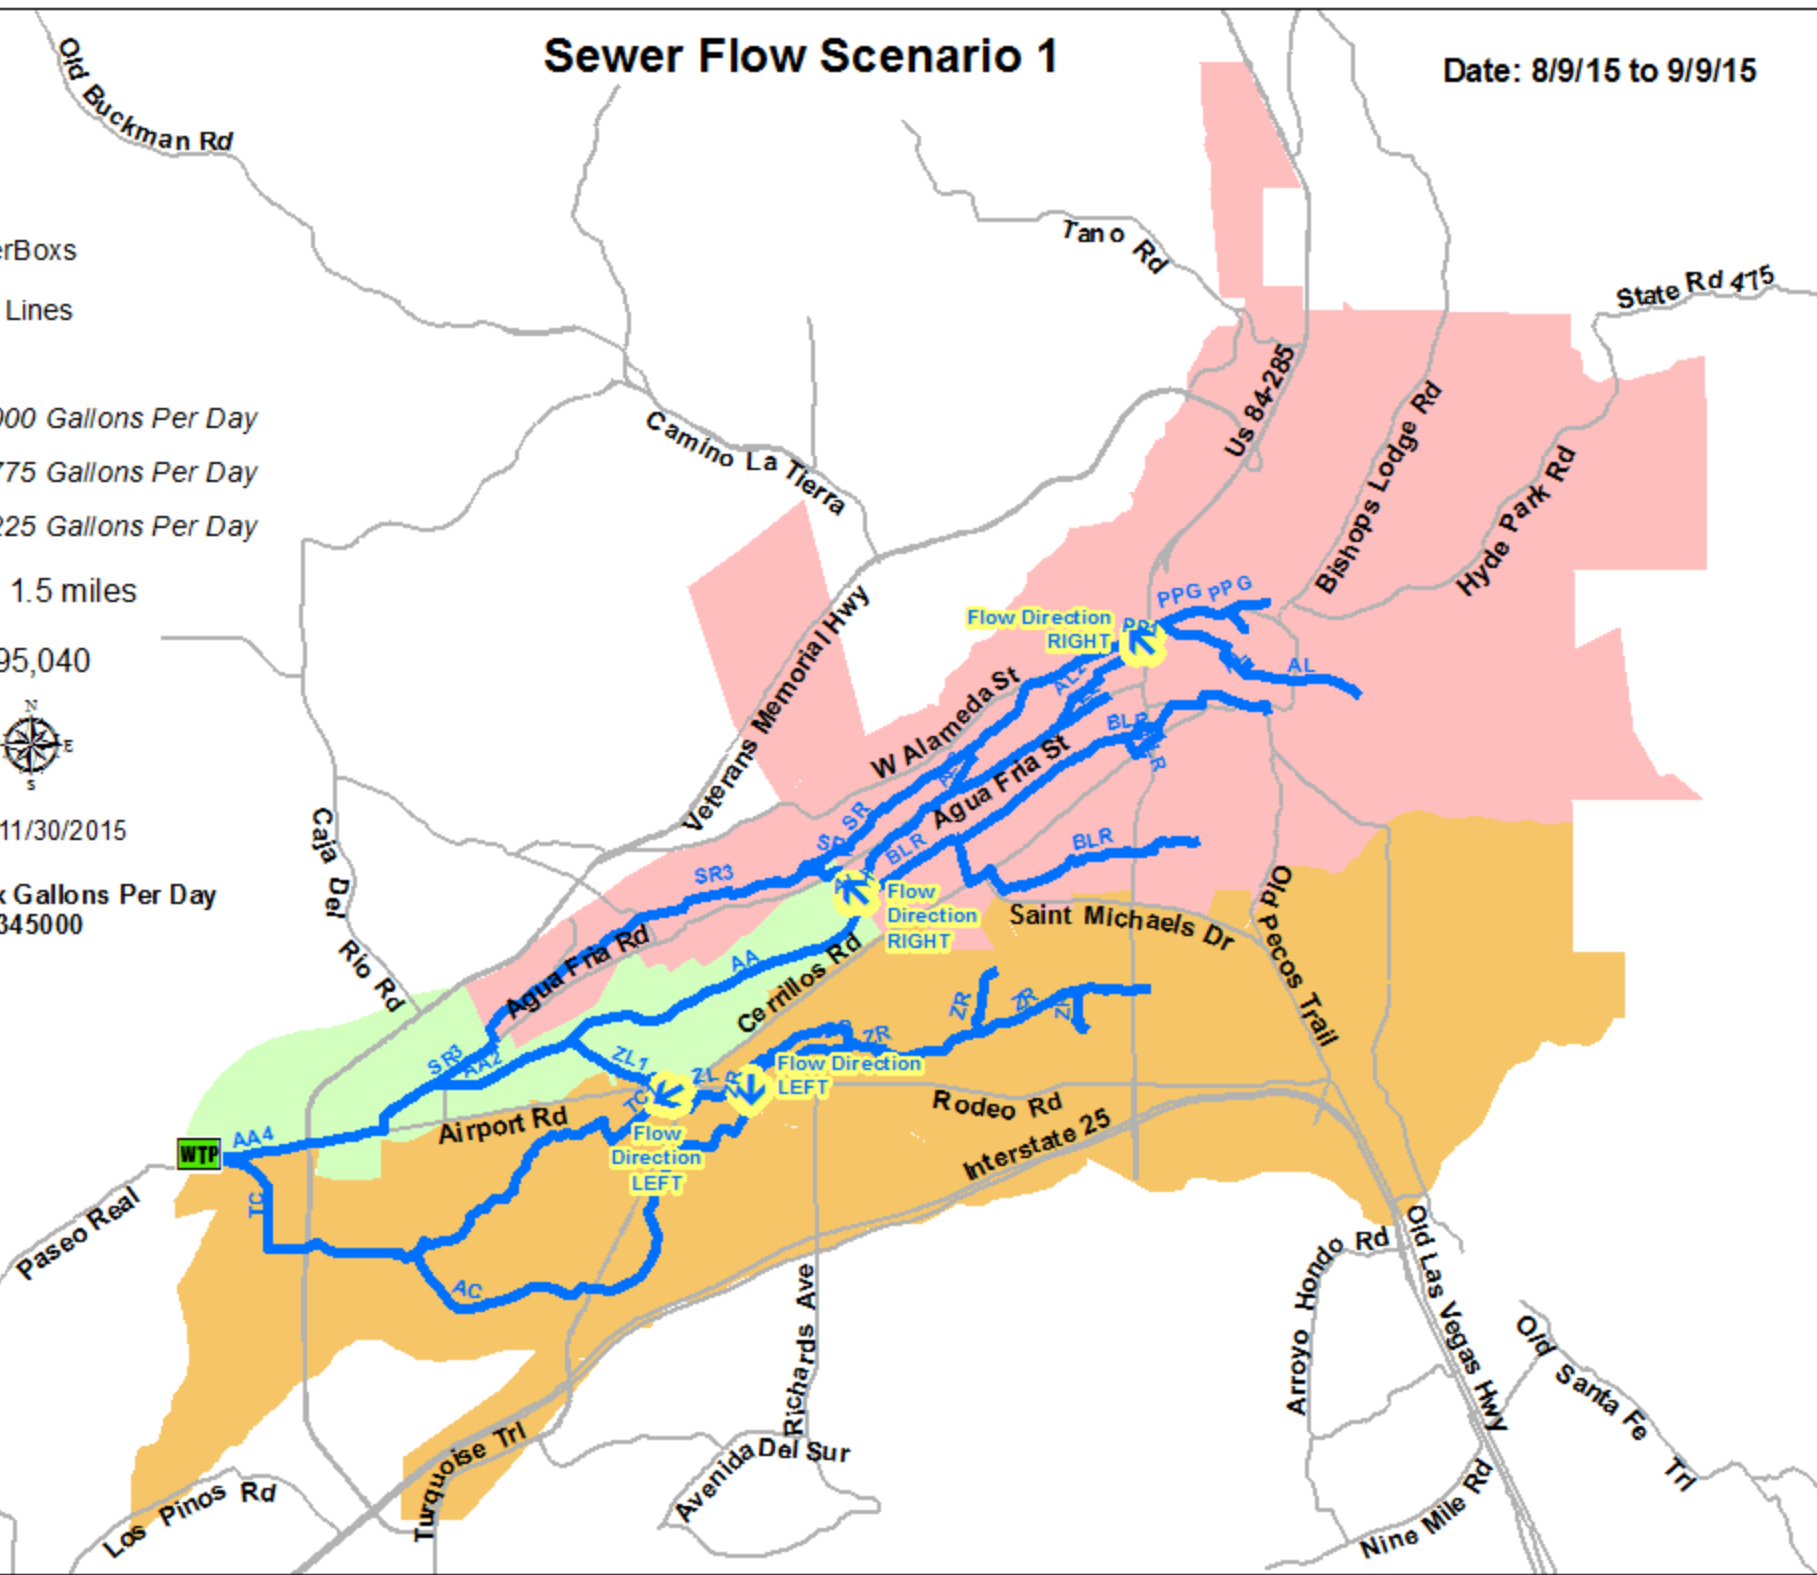 Sewer Flow Scenario 1
Date: 8/9/15 to 9/9/15
Old Buckman Rd
Tano Rd
State Rd 475
erBoxs
Lines
000 Gallons Per Day
775 Gallons Per Day
225 Gallons Per Day
1.5 miles
95,040
N
E
S
11/30/2015
x Gallons Per Day
345000
Us 84-285
Bishops Lodge Rd
Hyde Park Rd
Camino La Tierra
Veterans Memorial Hwy
PPG
PPG
Flow Direction
RIGHT
AL
W Alameda St
AL2
BLR
Agua Fria St
SR
BLR
BLR
SR3
Flow
Direction
RIGHT
Saint Michaels Dr
Old Pecos Trail
Caja Del Rio Rd
Agua Fria Rd
AA
Cerrillos Rd
ZR
ZR
ZR
SR3
AA2
ZL1
ZL
TC
Flow Direction
LEFT
Flow
Direction
LEFT
Airport Rd
Rodeo Rd
Interstate 25
WTP
AA4
TC
AC
Paseo Real
Richards Ave
Arroyo Hondo Rd
Old Las Vegas Hwy
Old Santa Fe Trl
Avenida Del Sur
Turquoise Trl
Los Pinos Rd
Nine Mile Rd